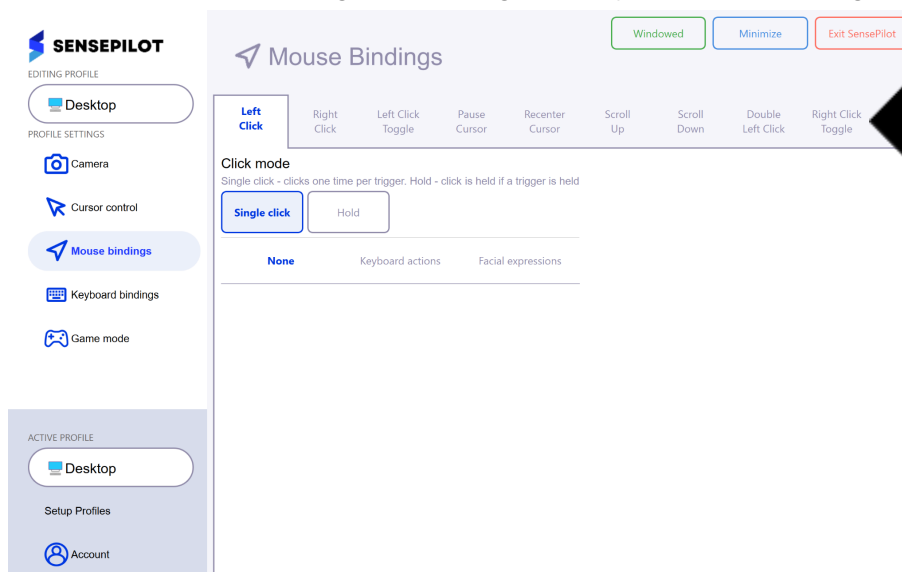 SENSEPILOT
EDITING PROFILE
Desktop
PROFILE SETTINGS
Camera
Cursor control
Mouse bindings
Keyboard bindings
Game mode
ACTIVE PROFILE
Desktop
Setup Profiles
Account
Windowed
Minimize
Exit SensePilot
Mouse Bindings
Left
Click
Right
Click
Left Click
Toggle
Pause
Cursor
Recenter
Cursor
Scroll
Up
Scroll
Down
Double
Left Click
Right Click
Toggle
Click mode
Single click - clicks one time per trigger. Hold - click is held if a trigger is held
Single click
Hold
None
Keyboard actions
Facial expressions